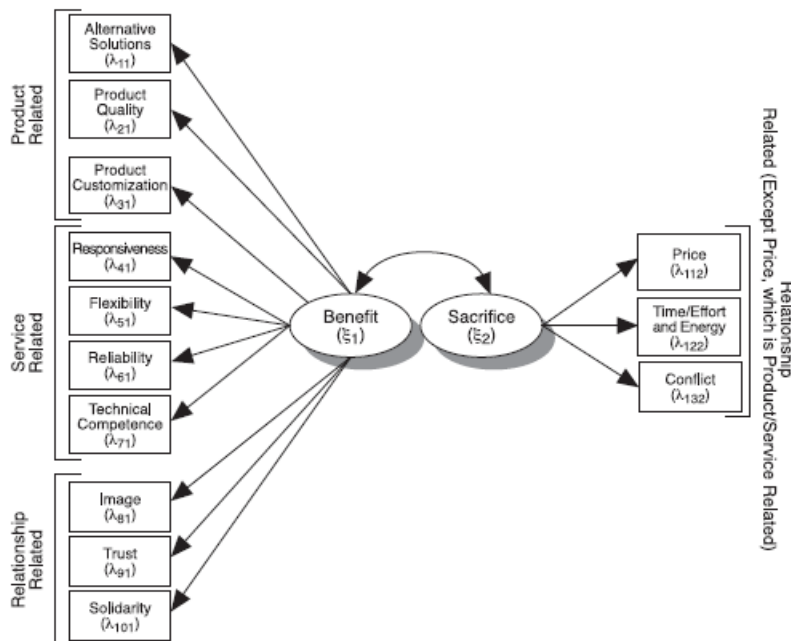 Product
Related
Alternative
Solutions
(λ11)
Product
Quality
(λ21)
Product
Customization
(λ31)
Service
Related
Responsiveness
(λ41)
Flexibility
(λ51)
Reliability
(λ61)
Technical
Competence
(λ71)
Relationship
Related
Image
(λ81)
Trust
(λ91)
Solidarity
(λ101)
Benefit
(ξ1)
Sacrifice
(ξ2)
Price
(λ112)
Time/Effort
and Energy
(λ122)
Conflict
(λ132)
Relationship
Related (Except Price, which is Product/Service Related)